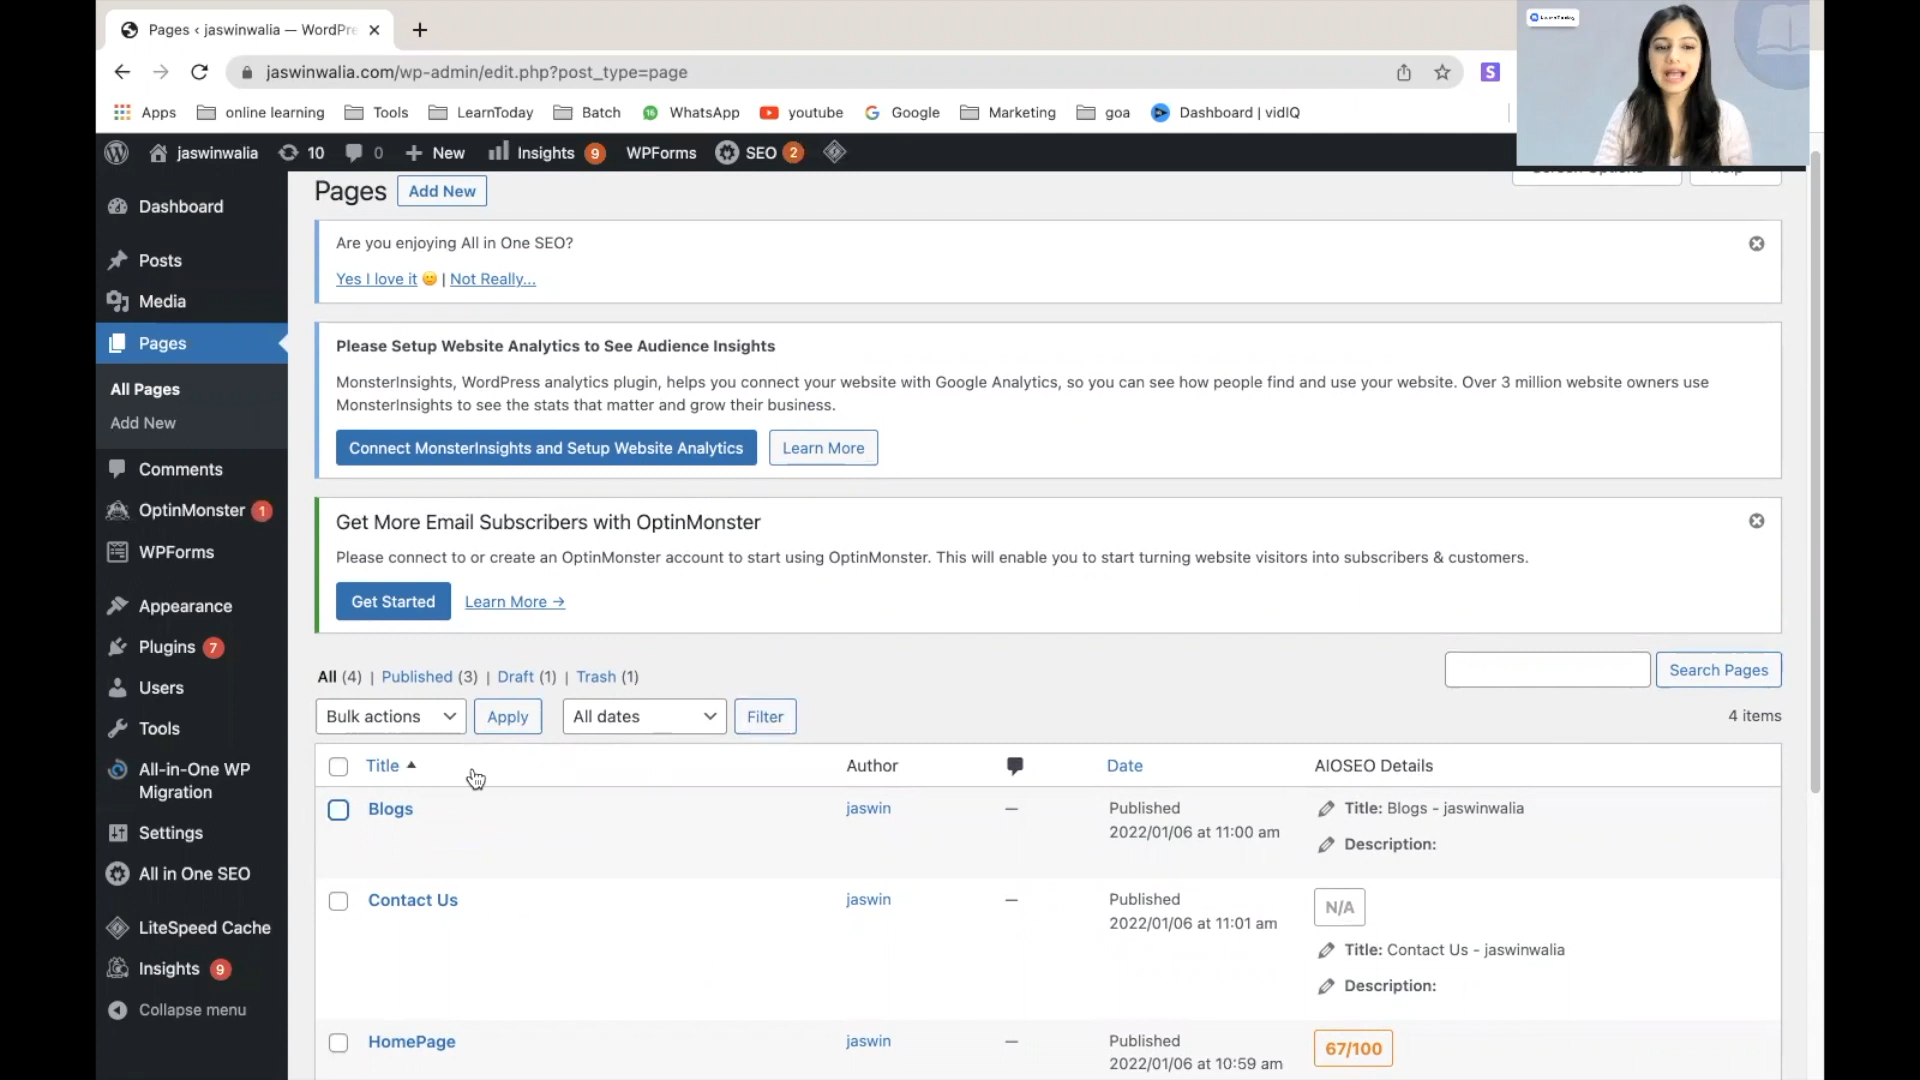 Pages ‹ jaswinwalia — WordPre
jaswinwalia.com/wp-admin/edit.php?post_type=page
S
Apps online learning Tools LearnToday Batch WhatsApp youtube Google Marketing goa Dashboard | vidIQ
jaswinwalia 10 0 New Insights 9 WPForms SEO 2
Dashboard
Posts
Media
Pages
All Pages
Add New
Comments
OptinMonster 1
WPForms
Appearance
Plugins 7
Users
Tools
All-in-One WP
Migration
Settings
All in One SEO
LiteSpeed Cache
Insights 9
Collapse menu
Pages Add New
Are you enjoying All in One SEO?
Yes I love it 😊 | Not Really...
Please Setup Website Analytics to See Audience Insights
MonsterInsights, WordPress analytics plugin, helps you connect your website with Google Analytics, so you can see how people find and use your website. Over 3 million website owners use
MonsterInsights to see the stats that matter and grow their business.
Connect MonsterInsights and Setup Website Analytics Learn More
Get More Email Subscribers with OptinMonster
Please connect to or create an OptinMonster account to start using OptinMonster. This will enable you to start turning website visitors into subscribers & customers.
Get Started Learn More →
All (4) | Published (3) | Draft (1) | Trash (1)
Search Pages
Bulk actions Apply All dates Filter
4 items
Title Author Date AIOSEO Details
Blogs jaswin — Published Title: Blogs - jaswinwalia
2022/01/06 at 11:00 am
Description:
Contact Us jaswin — Published N/A
2022/01/06 at 11:01 am
Title: Contact Us - jaswinwalia
Description:
HomePage jaswin — Published 67/100
2022/01/06 at 10:59 am